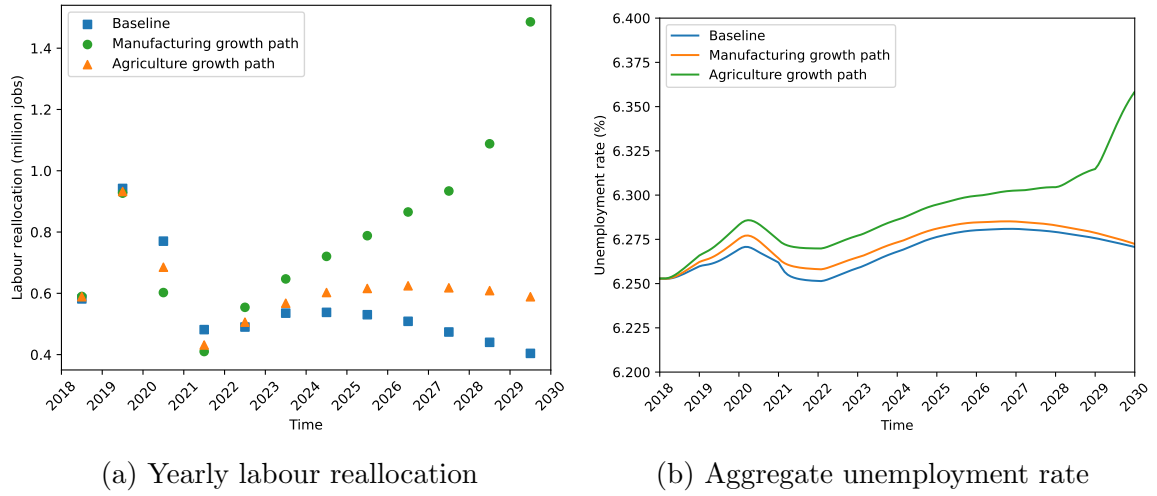 Labour reallocation (million jobs)
1.4
1.2
1.0
0.8
0.6
0.4
Baseline
Manufacturing growth path
Agriculture growth path
2018 2019 2020 2021 2022 2023 2024 2025 2026 2027 2028 2029 2030
Time
(a) Yearly labour reallocation
Unemployment rate (%)
6.400
6.375
6.350
6.325
6.300
6.275
6.250
6.225
6.200
Baseline
Manufacturing growth path
Agriculture growth path
2018 2019 2020 2021 2022 2023 2024 2025 2026 2027 2028 2029 2030
Time
(b) Aggregate unemployment rate